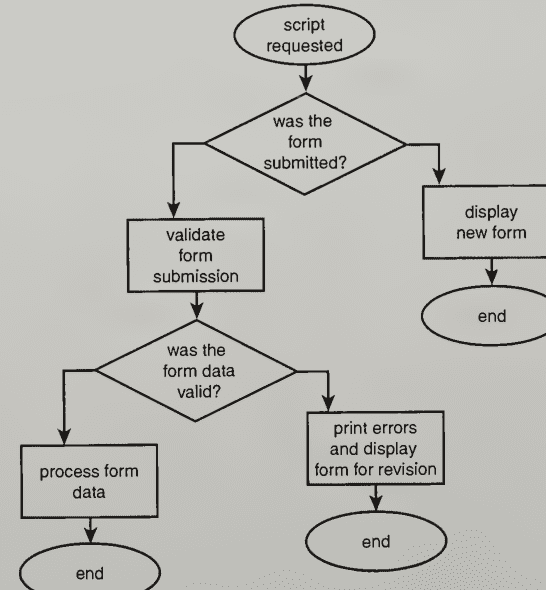 script
requested
was the
form
submitted?
validate
form
submission
display
new form
end
was the
form data
valid?
process form
data
print errors
and display
form for revision
end
end